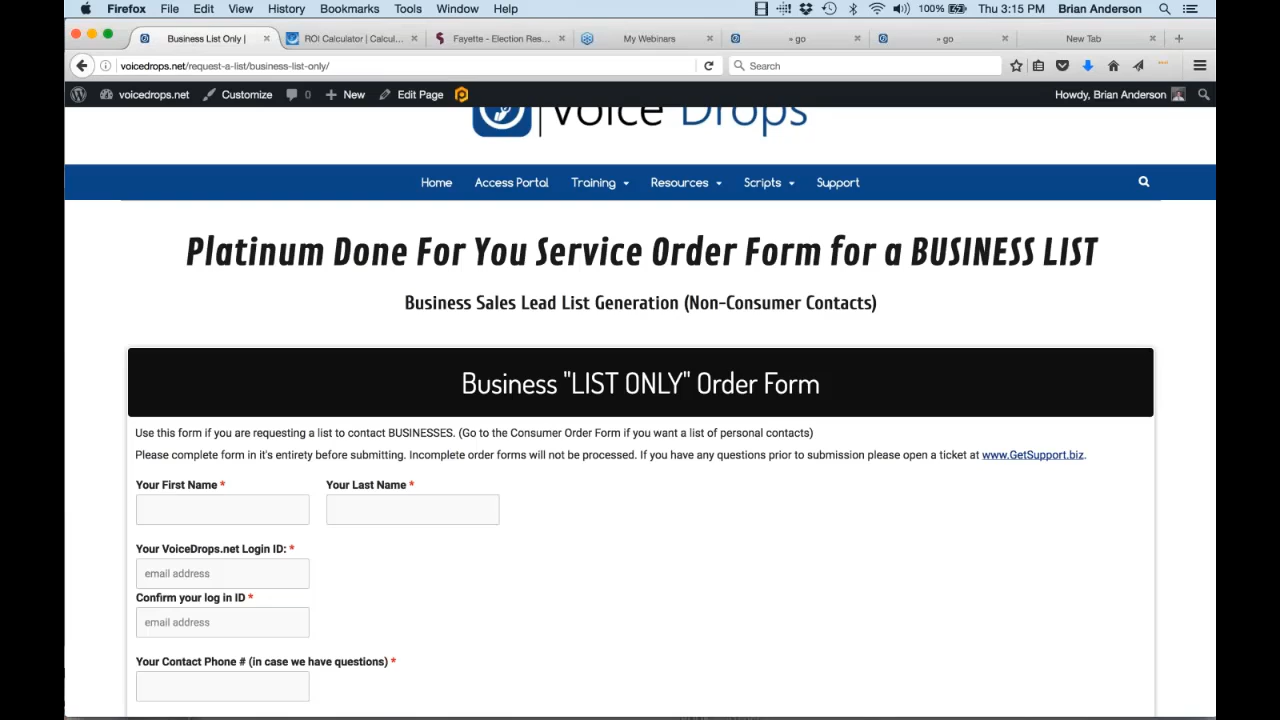 Firefox File Edit View History Bookmarks Tools Window Help 100% Thu 3:15 PM Brian Anderson
Business List Only | ROI Calculator | Calcul... Fayette - Election Res... My Webinars » go » go New Tab
voicedrops.net/request-a-list/business-list-only/ Search
voicedrops.net Customize 0 New Edit Page Howdy, Brian Anderson
Voice Drops
Home Access Portal Training Resources Scripts Support
Platinum Done For You Service Order Form for a BUSINESS LIST
Business Sales Lead List Generation (Non-Consumer Contacts)
Business "LIST ONLY" Order Form
Use this form if you are requesting a list to contact BUSINESSES. (Go to the Consumer Order Form if you want a list of personal contacts)
Please complete form in it's entirety before submitting. Incomplete order forms will not be processed. If you have any questions prior to submission please open a ticket at www.GetSupport.biz.
Your First Name * Your Last Name *
Your VoiceDrops.net Login ID: *
email address
Confirm your log in ID *
email address
Your Contact Phone # (in case we have questions) *